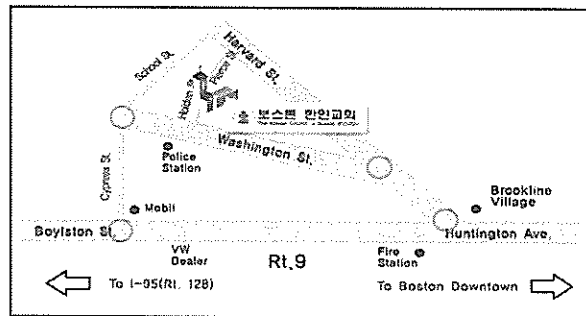 School St.
Harvard St.
Pierce St.
Holden St.
보스톤 한인교회
Washington St.
Police
Station
Cypress St.
Mobil
Brookline
Village
Boylston St.
Huntington Ave.
VW
Dealer
Rt.9
Fire
Station
To I-95(Rt. 128)
To Boston Downtown